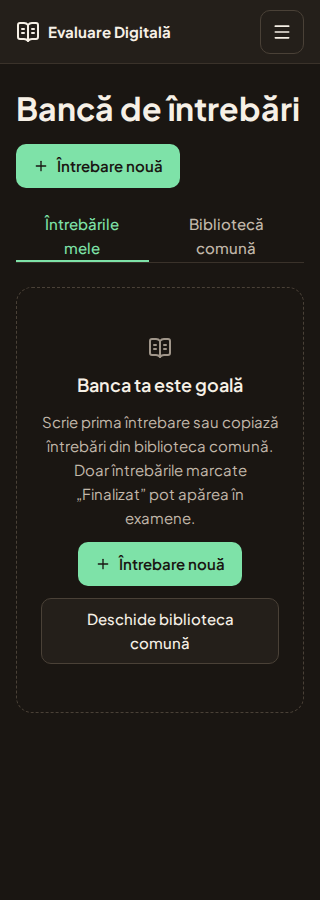 Evaluare Digitală
Bancă de întrebări
Întrebare nouă
Întrebările
mele
Bibliotecă
comună
Banca ta este goală
Scrie prima întrebare sau copiază
întrebări din biblioteca comună.
Doar întrebările marcate
„Finalizat” pot apărea în
examene.
Întrebare nouă
Deschide biblioteca
comună